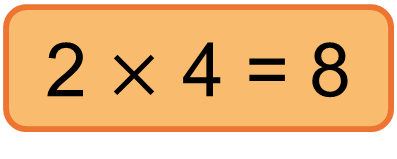 2 × 4 = 8